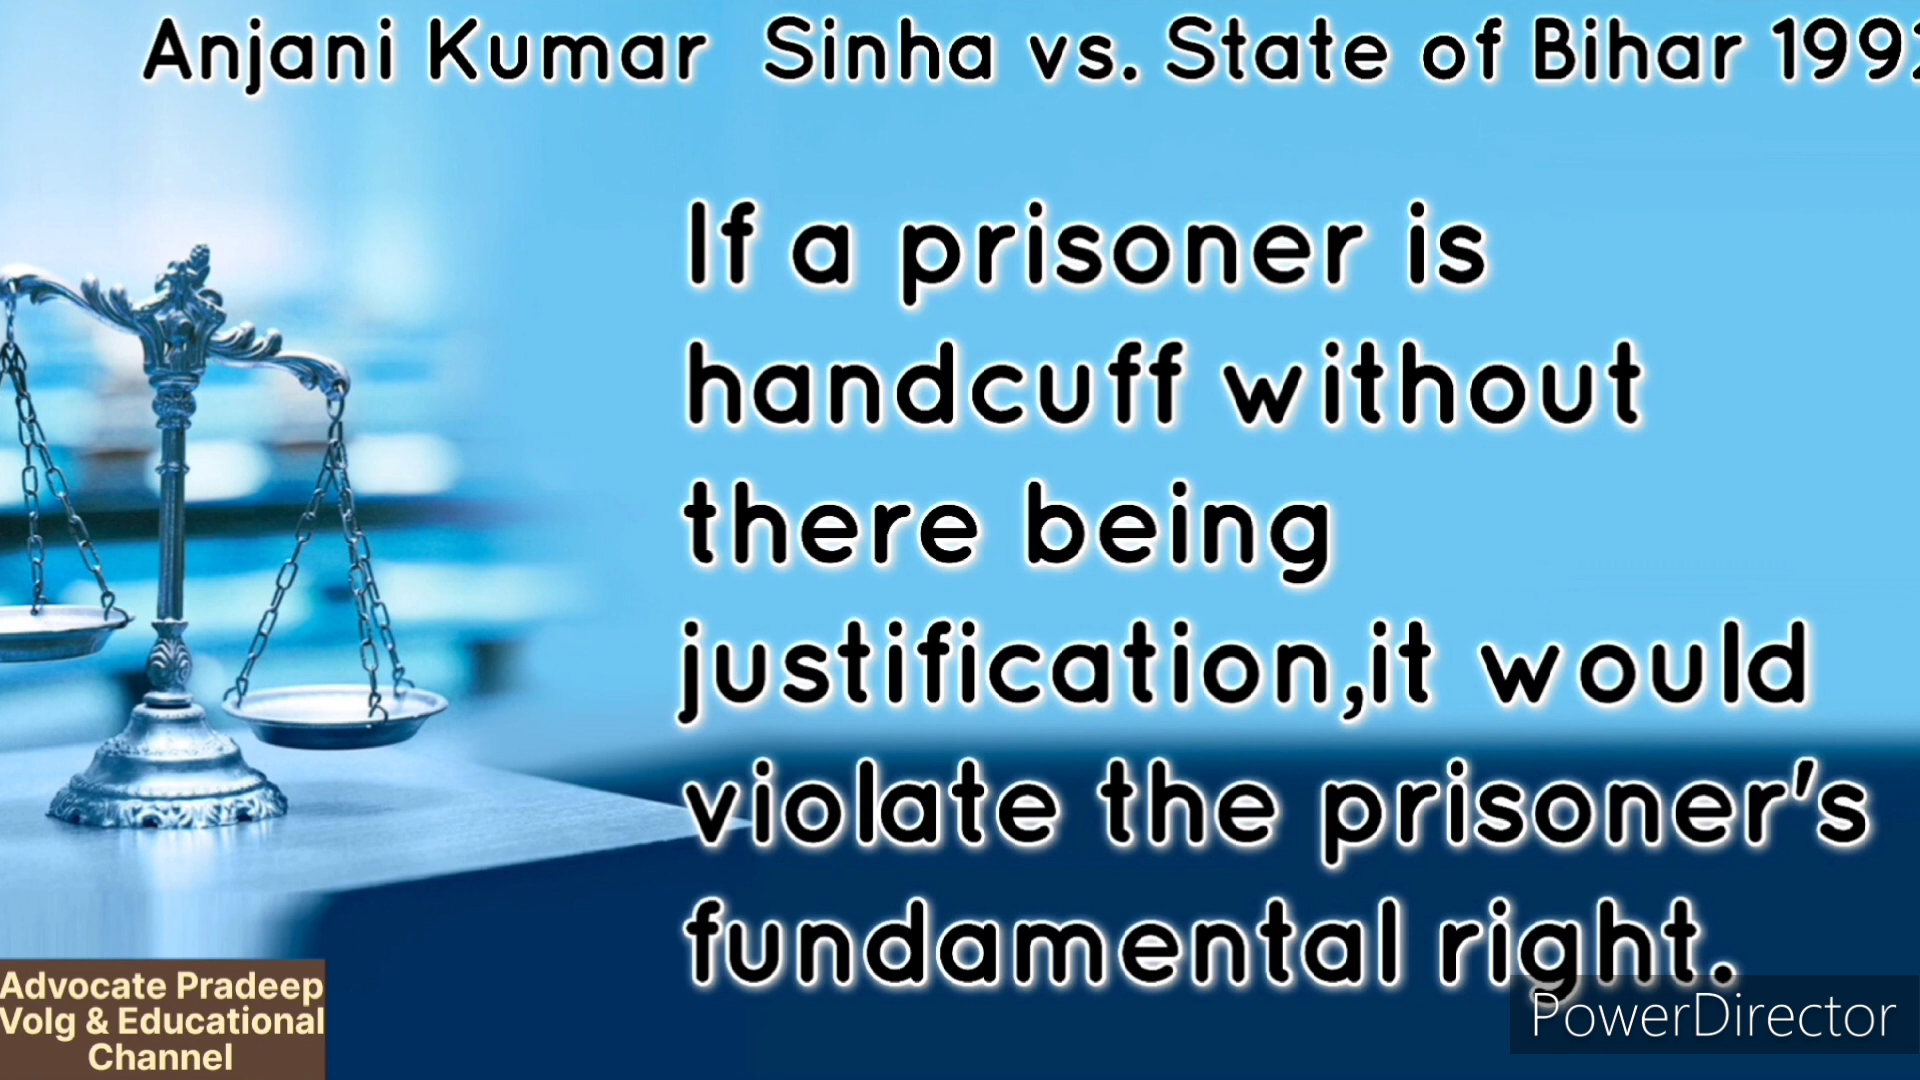 Anjani Kumar Sinha vs. State of Bihar 199
If a prisoner is
handcuff without
there being
justification,it would
violate the prisoner's
fundamental right.
Advocate Pradeep
Volg & Educational
Channel
PowerDirector